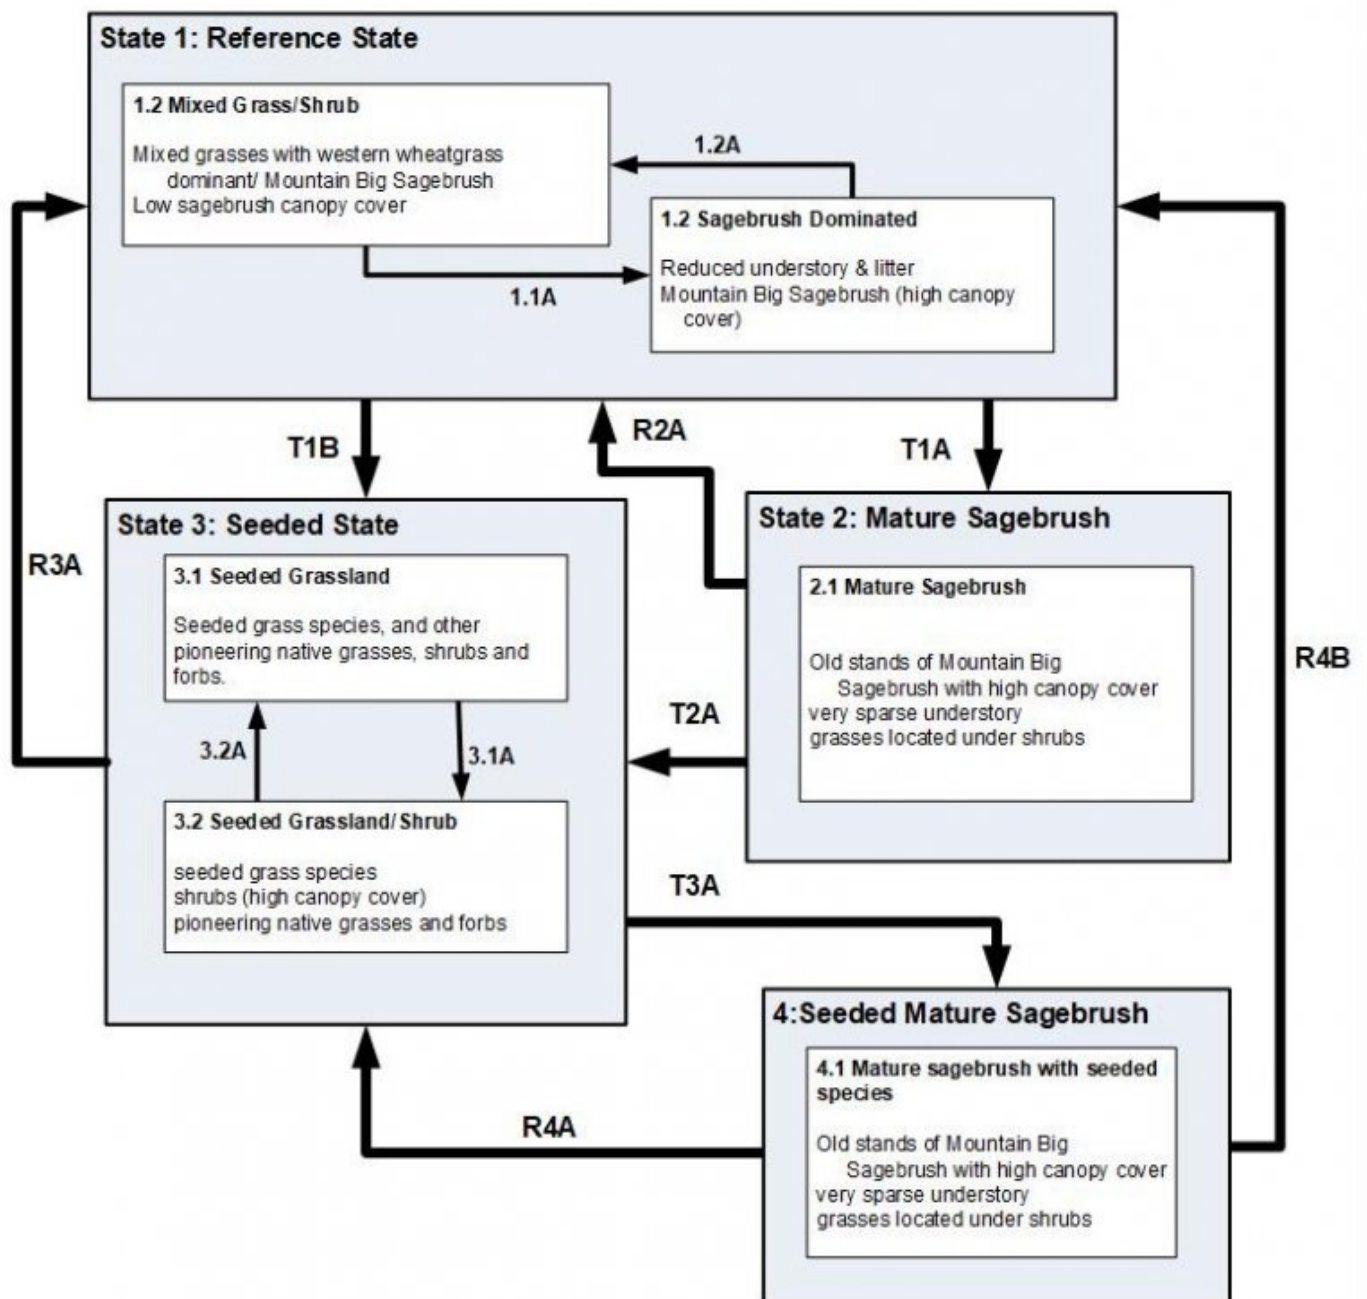 State 1: Reference State
1.2 Mixed Grass/Shrub
Mixed grasses with western wheatgrass
dominant/ Mountain Big Sagebrush
Low sagebrush canopy cover
1.2A
1.2 Sagebrush Dominated
Reduced understory & litter
Mountain Big Sagebrush (high canopy
cover)
1.1A
T1B
R2A
T1A
R3A
State 3: Seeded State
3.1 Seeded Grassland
Seeded grass species, and other
pioneering native grasses, shrubs and
forbs.
3.2A
3.1A
3.2 Seeded Grassland/Shrub
seeded grass species
shrubs (high canopy cover)
pioneering native grasses and forbs
State 2: Mature Sagebrush
2.1 Mature Sagebrush
Old stands of Mountain Big
Sagebrush with high canopy cover
very sparse understory
grasses located under shrubs
T2A
R4B
T3A
4:Seeded Mature Sagebrush
4.1 Mature sagebrush with seeded
species
Old stands of Mountain Big
Sagebrush with high canopy cover
very sparse understory
grasses located under shrubs
R4A